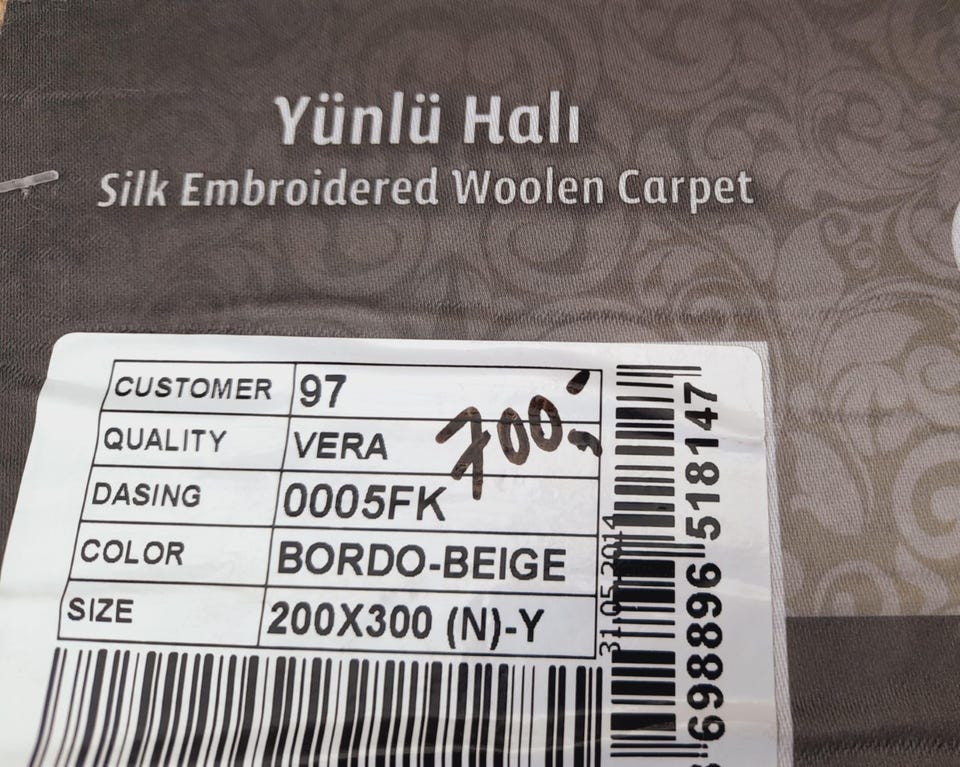 Yünlü Halı
Silk Embroidered Woolen Carpet
CUSTOMER 97
QUALITY VERA
700,-
DASING 0005FK
COLOR BORDO-BEIGE
SIZE 200X300 (N)-Y
31.05.2014
698896518147